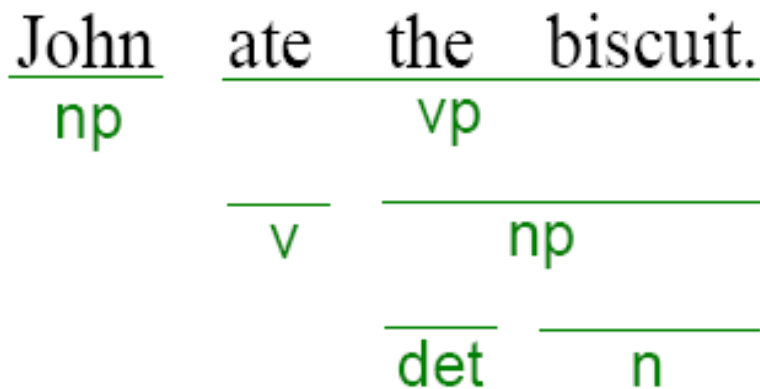 John ate the biscuit.
np vp
v np
det n